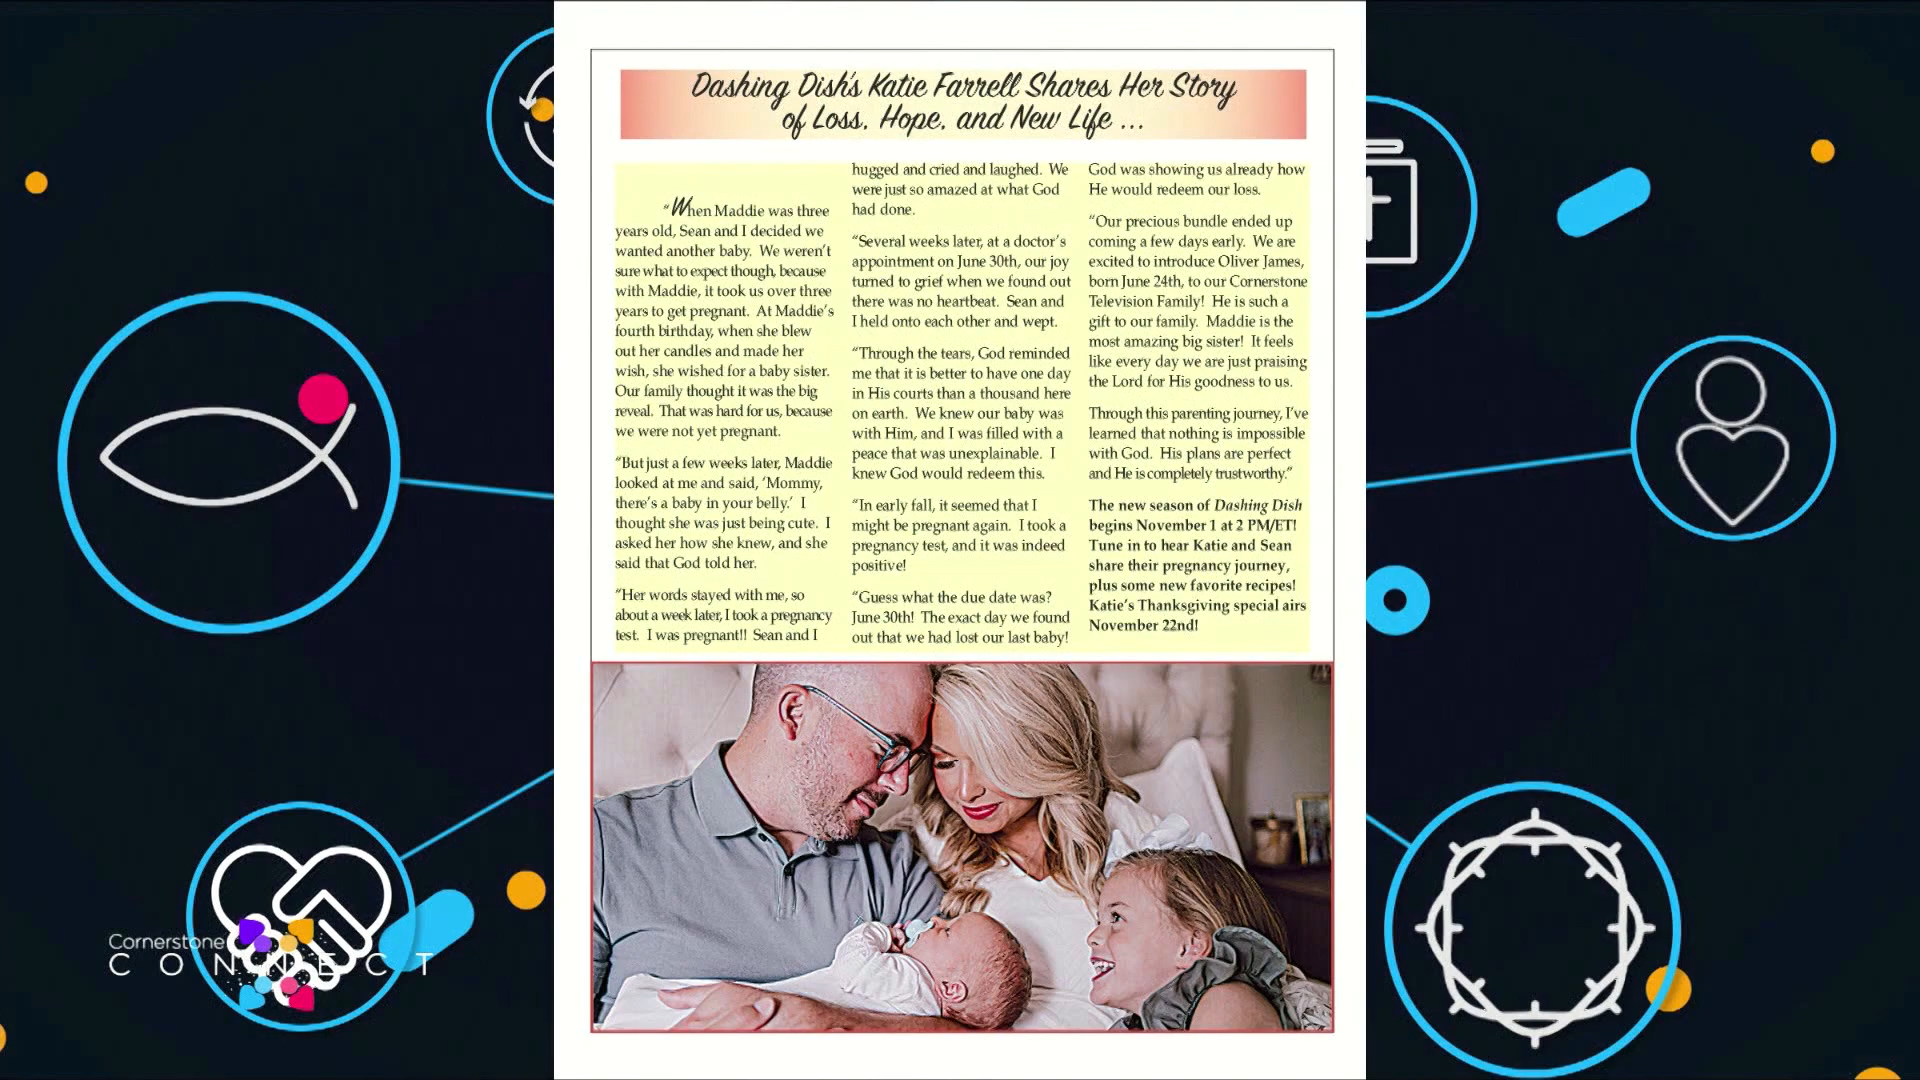 Dashing Dish's Katie Farrell Shares Her Story
of Loss, Hope, and New Life ...
"When Maddie was three
years old, Sean and I decided we
wanted another baby. We weren't
sure what to expect though, because
with Maddie, it took us over three
years to get pregnant. At Maddie's
fourth birthday, when she blew
out her candles and made her
wish, she wished for a baby sister.
Our family thought it was the big
reveal. That was hard for us, because
we were not yet pregnant.
"But just a few weeks later, Maddie
looked at me and said, 'Mommy,
there's a baby in your belly.' I
thought she was just being cute. I
asked her how she knew, and she
said that God told her.
"Her words stayed with me, so
about a week later, I took a pregnancy
test. I was pregnant!! Sean and I
hugged and cried and laughed. We
were just so amazed at what God
had done.
"Several weeks later, at a doctor's
appointment on June 30th, our joy
turned to grief when we found out
there was no heartbeat. Sean and
I held onto each other and wept.
"Through the tears, God reminded
me that it is better to have one day
in His courts than a thousand here
on earth. We knew our baby was
with Him, and I was filled with a
peace that was unexplainable. I
knew God would redeem this.
"In early fall, it seemed that I
might be pregnant again. I took a
pregnancy test, and it was indeed
positive!
"Guess what the due date was?
June 30th! The exact day we found
out that we had lost our last baby!
God was showing us already how
He would redeem our loss.
"Our precious bundle ended up
coming a few days early. We are
excited to introduce Oliver James,
born June 24th, to our Cornerstone
Television Family! He is such a
gift to our family. Maddie is the
most amazing big sister! It feels
like every day we are just praising
the Lord for His goodness to us.
Through this parenting journey, I've
learned that nothing is impossible
with God. His plans are perfect
and He is completely trustworthy."
The new season of Dashing Dish
begins November 1 at 2 PM/ET!
Tune in to hear Katie and Sean
share their pregnancy journey,
plus some new favorite recipes!
Katie's Thanksgiving special airs
November 22nd!
Cornerstone
CONNECT